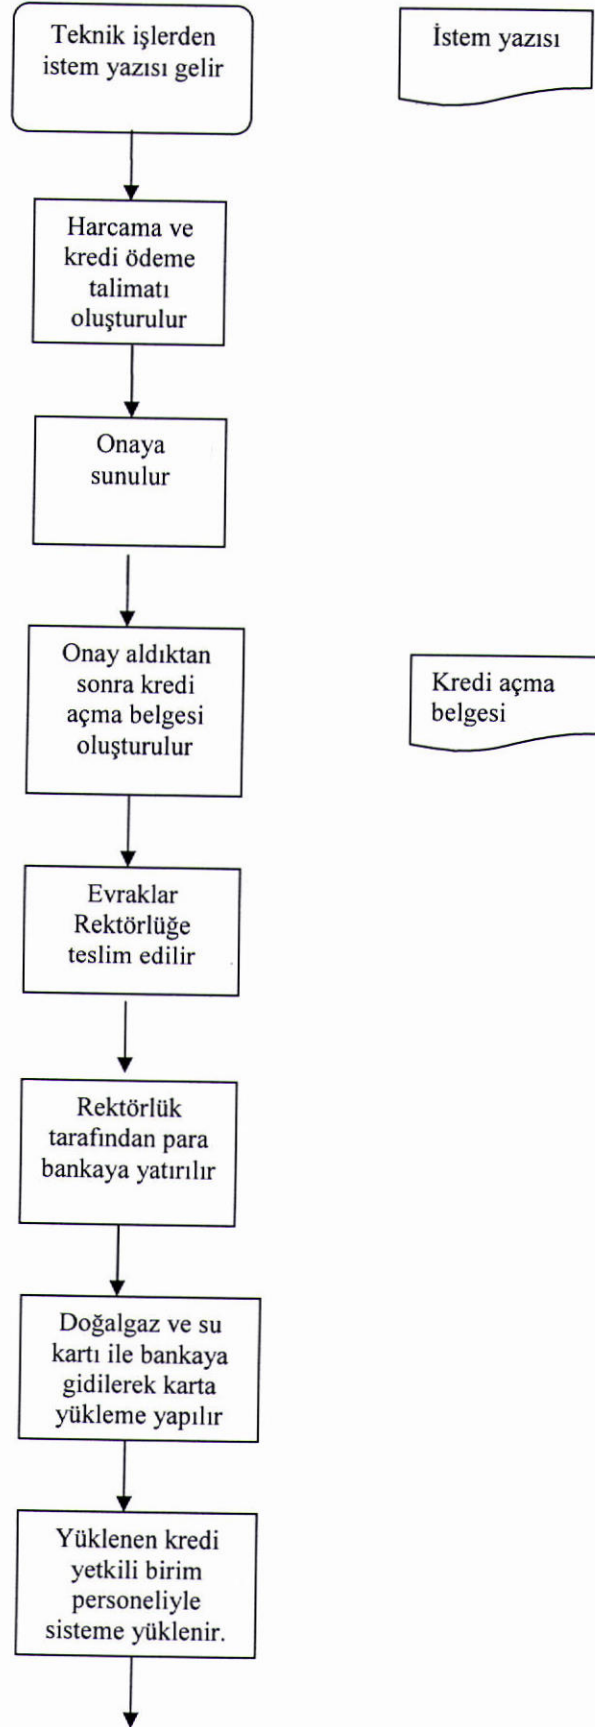 Teknik işlerden
istem yazısı gelir
İstem yazısı
Harcama ve
kredi ödeme
talimatı
oluşturulur
Onaya
sunulur
Onay aldıktan
sonra kredi
açma belgesi
oluşturulur
Kredi açma
belgesi
Evraklar
Rektörlüğe
teslim edilir
Rektörlük
tarafından para
bankaya yatırılır
Doğalgaz ve su
kartı ile bankaya
gidilerek karta
yükleme yapılır
Yüklenen kredi
yetkili birim
personeliyle
sisteme yüklenir.